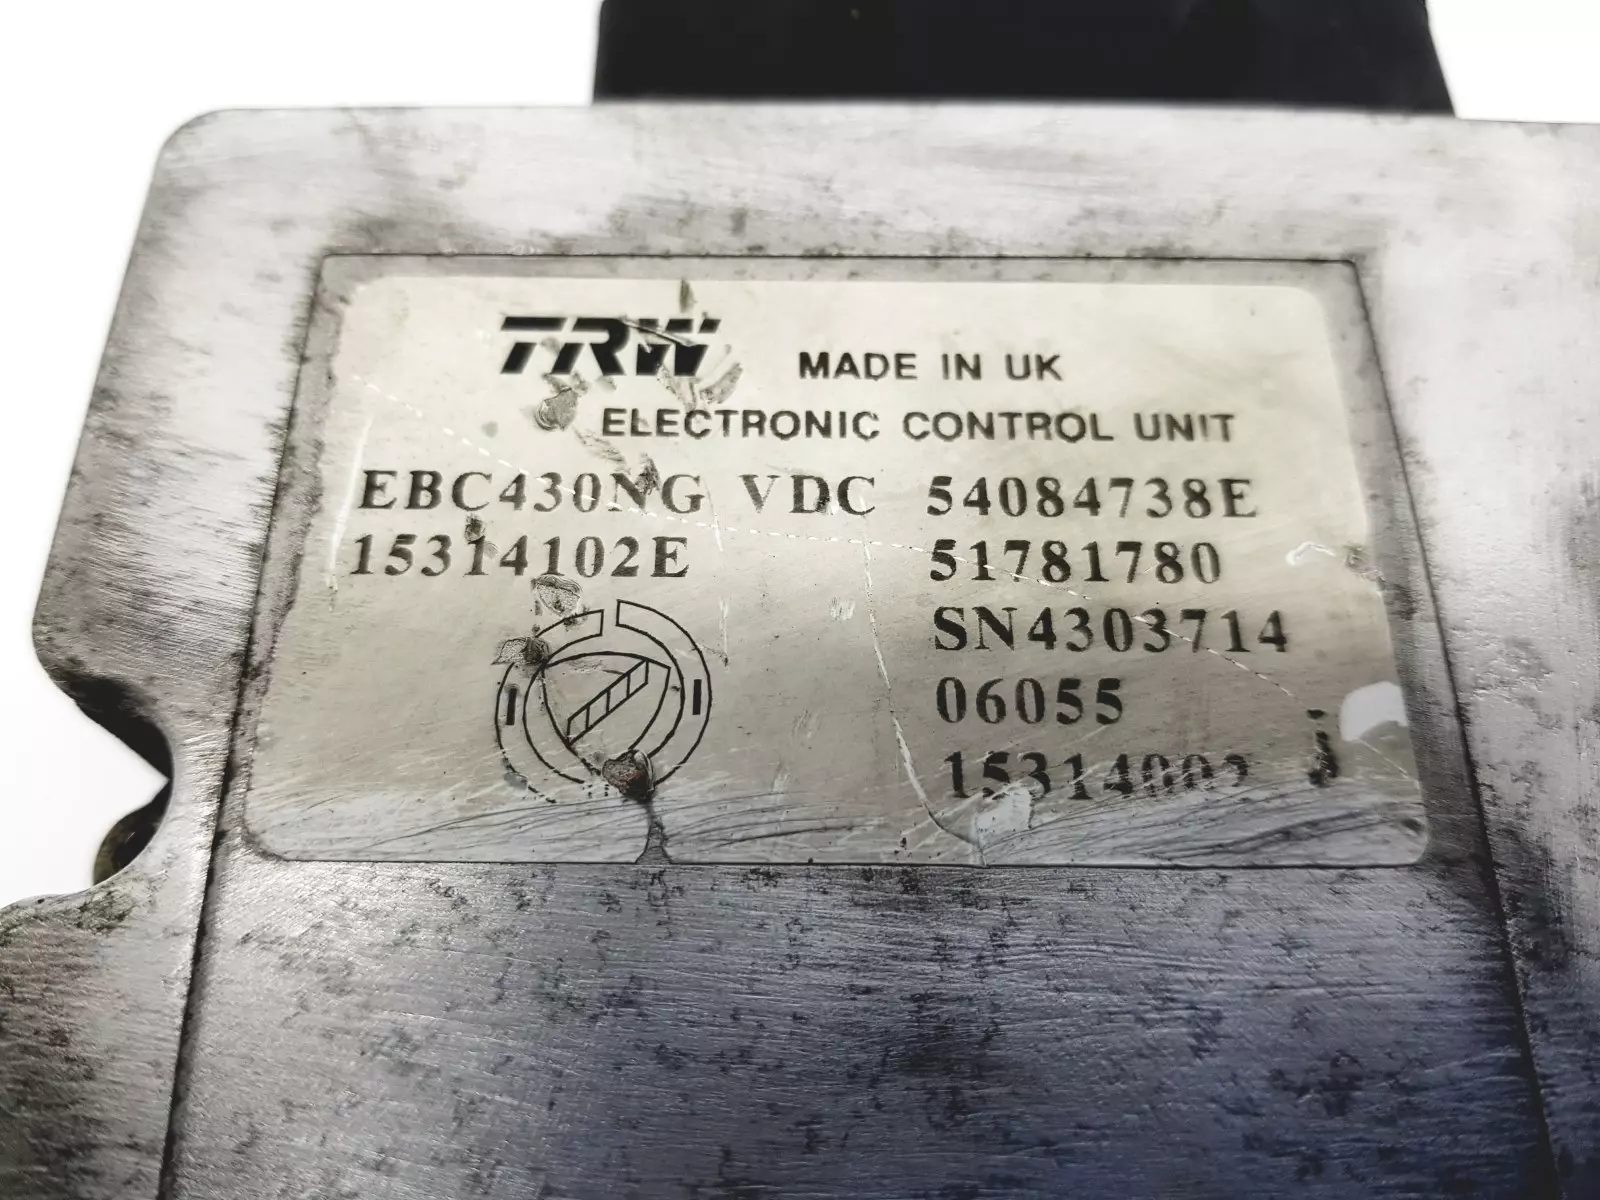 TRW MADE IN UK
ELECTRONIC CONTROL UNIT
EBC430NG VDC 54084738E
15314102E 51781780
SN4303714
06055